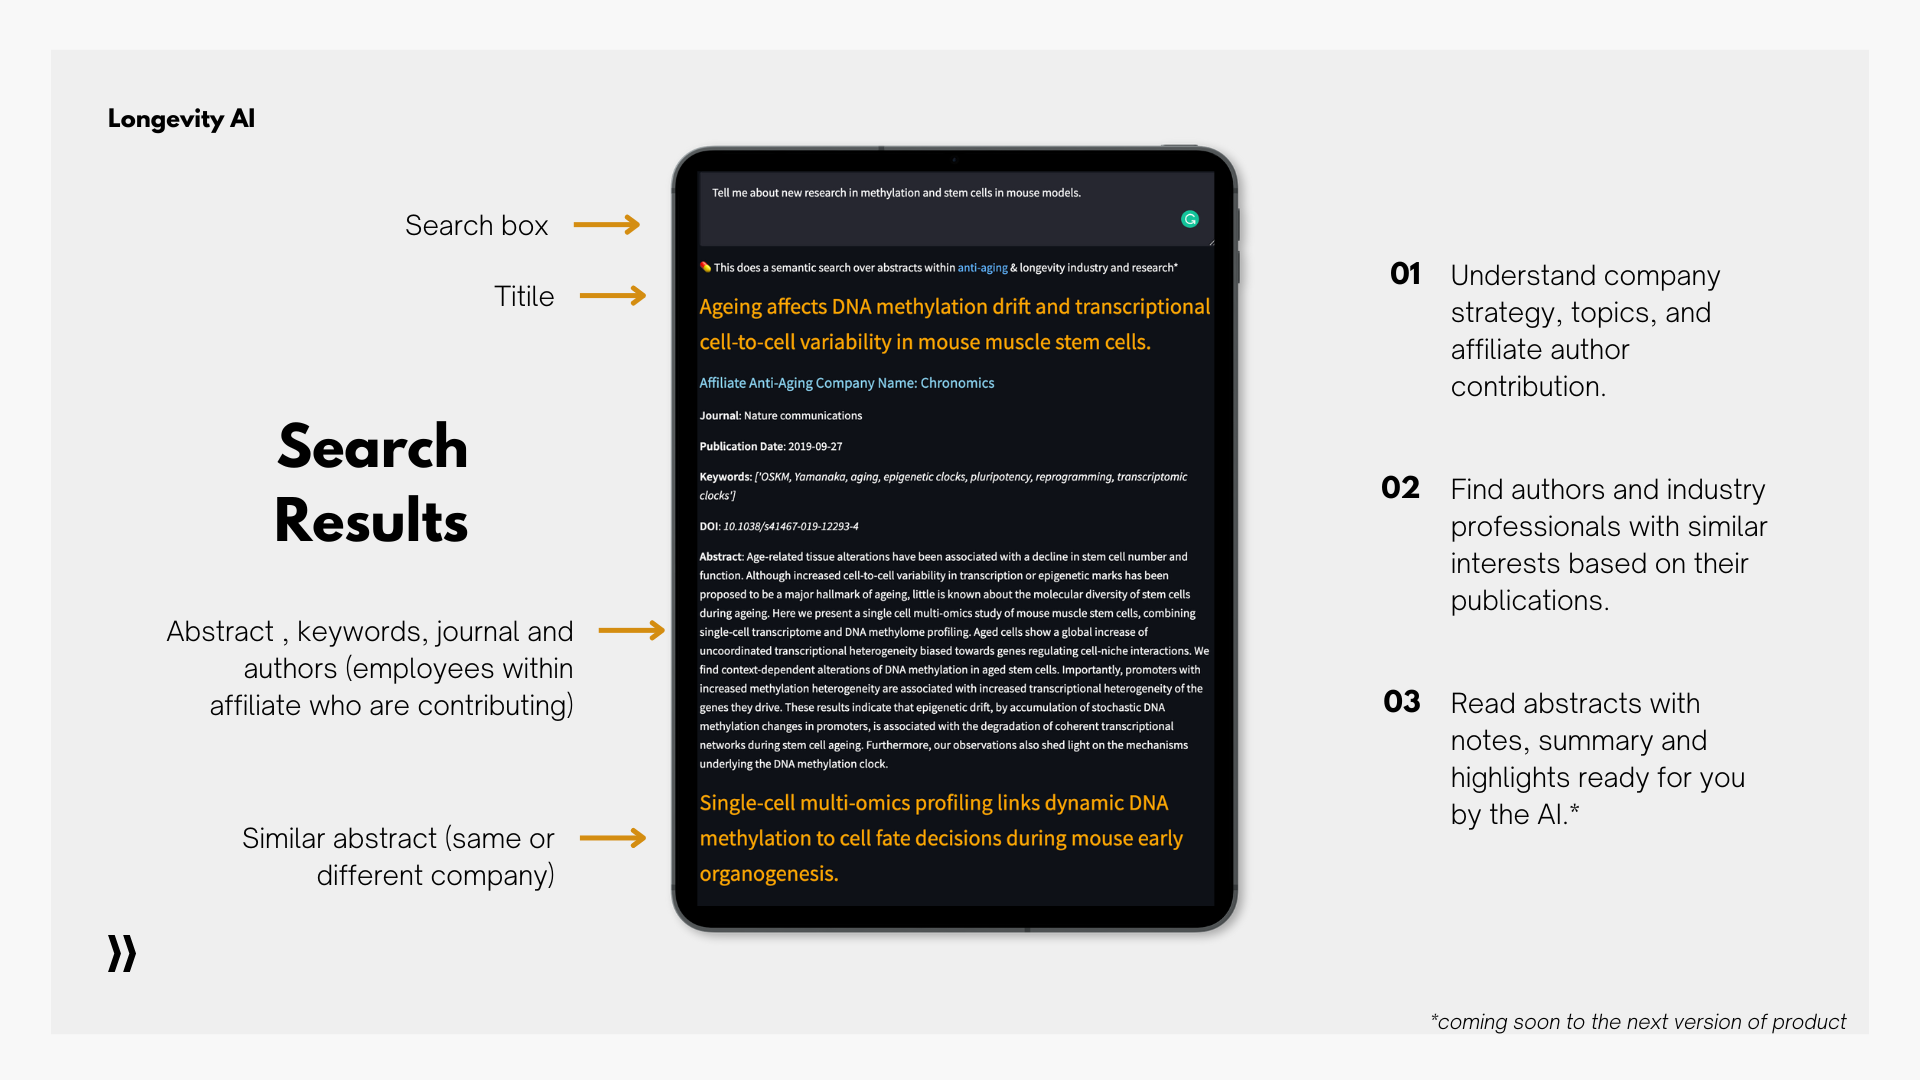 Longevity AI
Search box
Titile
Search
Results
Abstract , keywords, journal and
authors (employees within
affiliate who are contributing)
Similar abstract (same or
different company)
Tell me about new research in methylation and stem cells in mouse models.
This does a semantic search over abstracts within anti-aging & longevity industry and research*
Ageing affects DNA methylation drift and transcriptional
cell-to-cell variability in mouse muscle stem cells.
Affiliate Anti-Aging Company Name: Chronomics
Journal: Nature communications
Publication Date: 2019-09-27
Keywords: ['OSKM, Yamanaka, aging, epigenetic clocks, pluripotency, reprogramming, transcriptomic
clocks']
DOI: 10.1038/s41467-019-12293-4
Abstract: Age-related tissue alterations have been associated with a decline in stem cell number and
function. Although increased cell-to-cell variability in transcription or epigenetic marks has been
proposed to be a major hallmark of ageing, little is known about the molecular diversity of stem cells
during ageing. Here we present a single cell multi-omics study of mouse muscle stem cells, combining
single-cell transcriptome and DNA methylome profiling. Aged cells show a global increase of
uncoordinated transcriptional heterogeneity biased towards genes regulating cell-niche interactions. We
find context-dependent alterations of DNA methylation in aged stem cells. Importantly, promoters with
increased methylation heterogeneity are associated with increased transcriptional heterogeneity of the
genes they drive. These results indicate that epigenetic drift, by accumulation of stochastic DNA
methylation changes in promoters, is associated with the degradation of coherent transcriptional
networks during stem cell ageing. Furthermore, our observations also shed light on the mechanisms
underlying the DNA methylation clock.
Single-cell multi-omics profiling links dynamic DNA
methylation to cell fate decisions during mouse early
organogenesis.
01 Understand company
strategy, topics, and
affiliate author
contribution.
02 Find authors and industry
professionals with similar
interests based on their
publications.
03 Read abstracts with
notes, summary and
highlights ready for you
by the AI.*
*coming soon to the next version of product